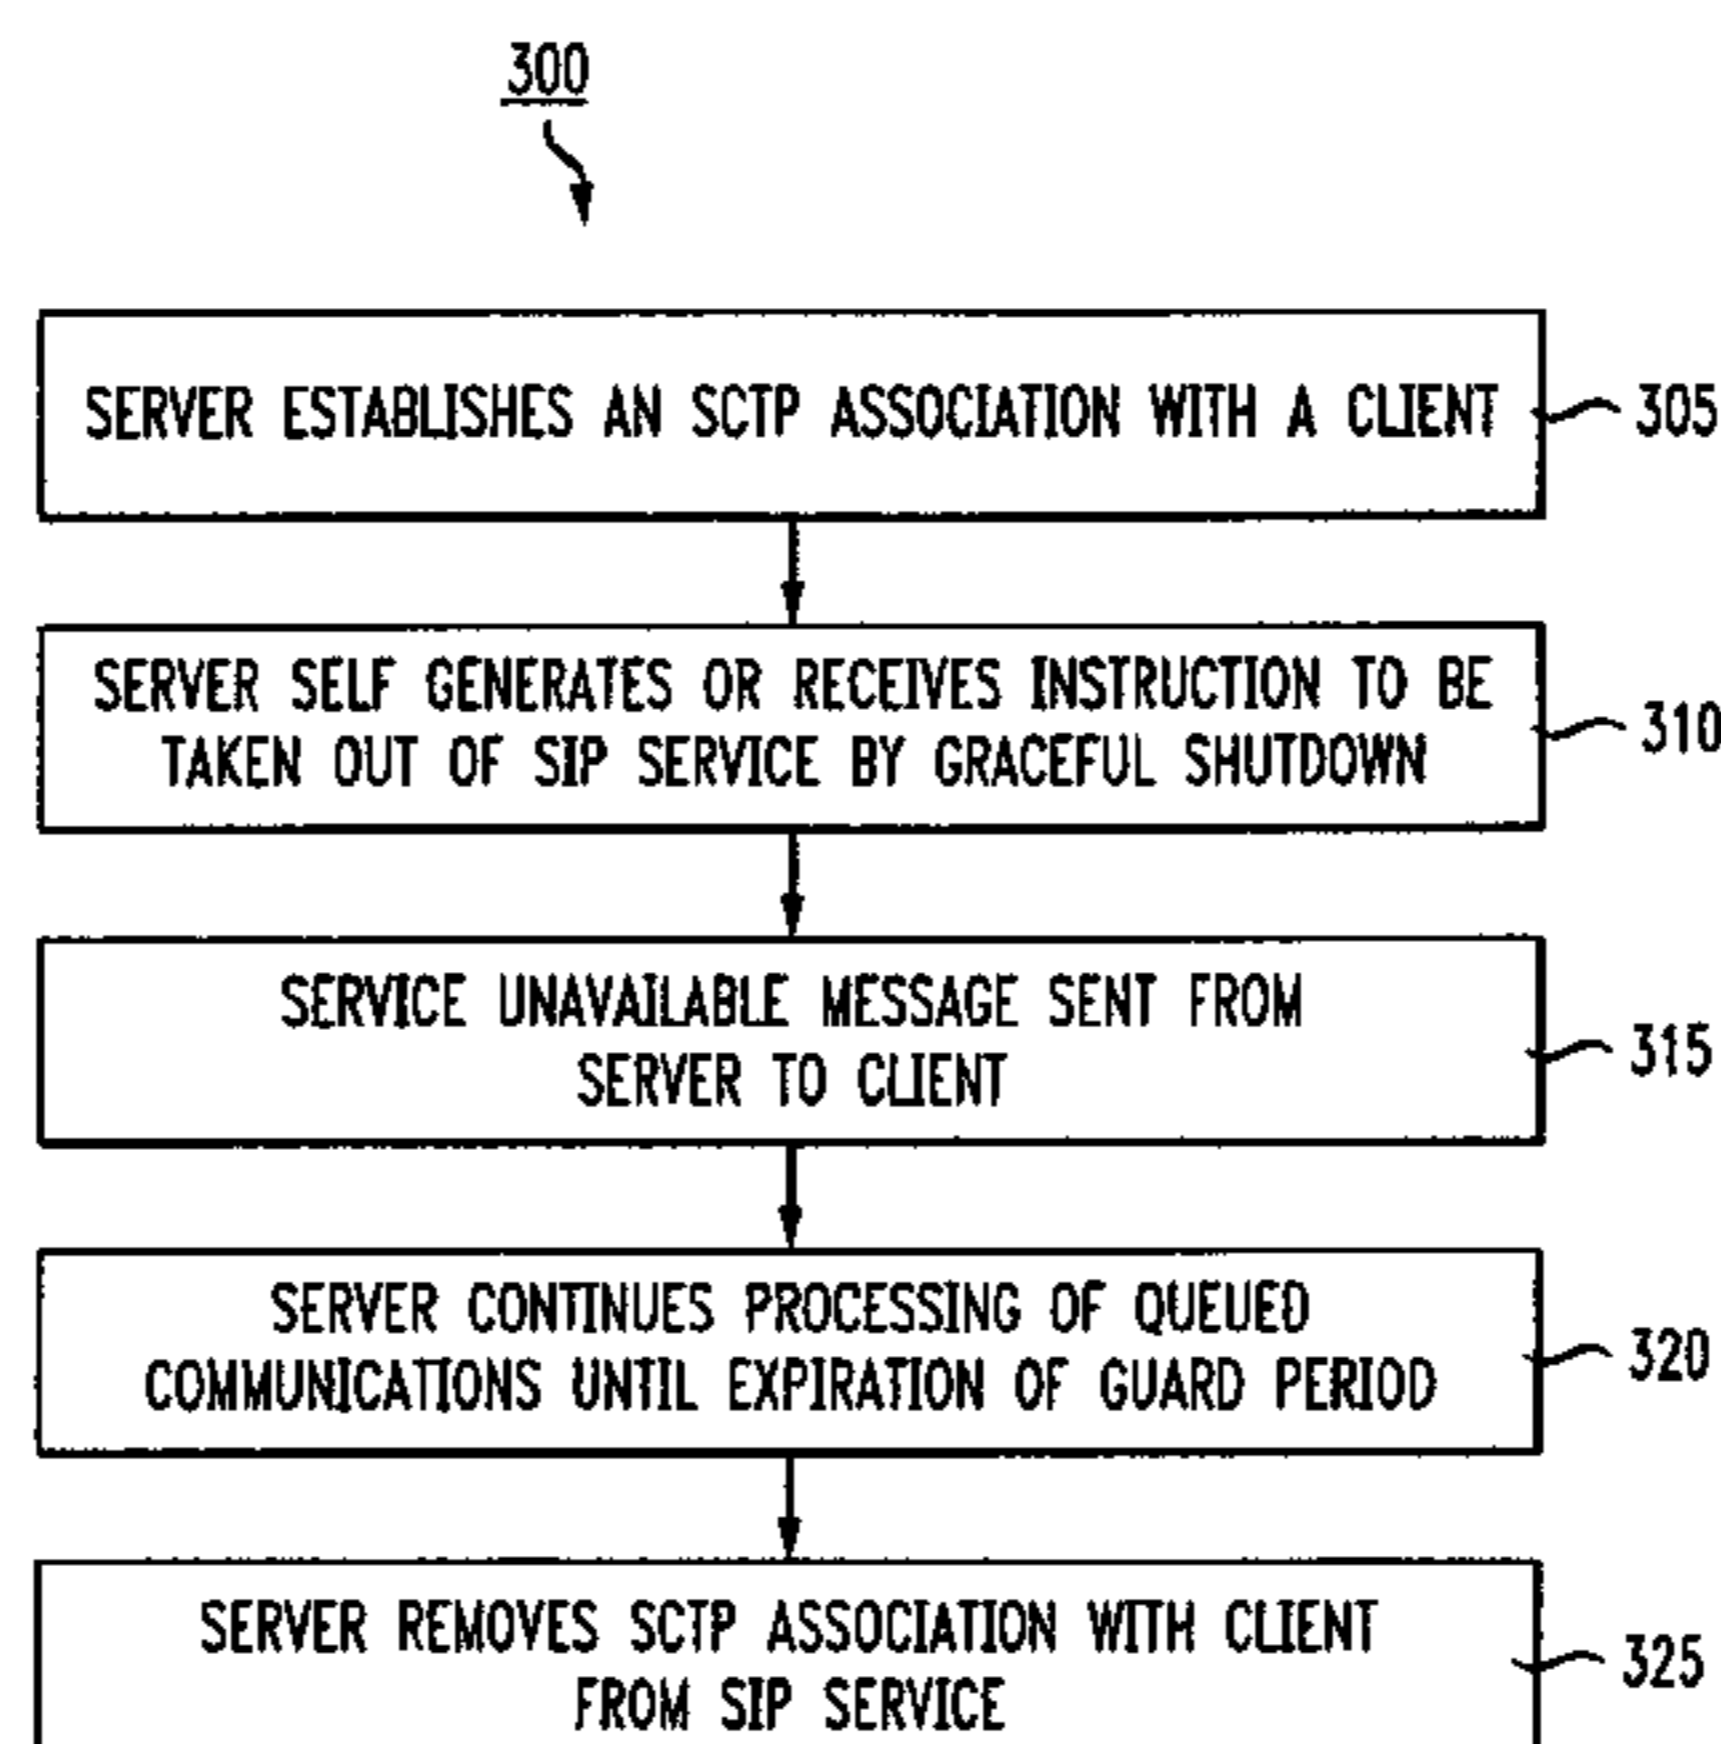 300
SERVER ESTABLISHES AN SCTP ASSOCIATION WITH A CLIENT
305
SERVER SELF GENERATES OR RECEIVES INSTRUCTION TO BE
TAKEN OUT OF SIP SERVICE BY GRACEFUL SHUTDOWN
310
SERVICE UNAVAILABLE MESSAGE SENT FROM
SERVER TO CLIENT
315
SERVER CONTINUES PROCESSING OF QUEUED
COMMUNICATIONS UNTIL EXPIRATION OF GUARD PERIOD
320
SERVER REMOVES SCTP ASSOCIATION WITH CLIENT
FROM SIP SERVICE
325